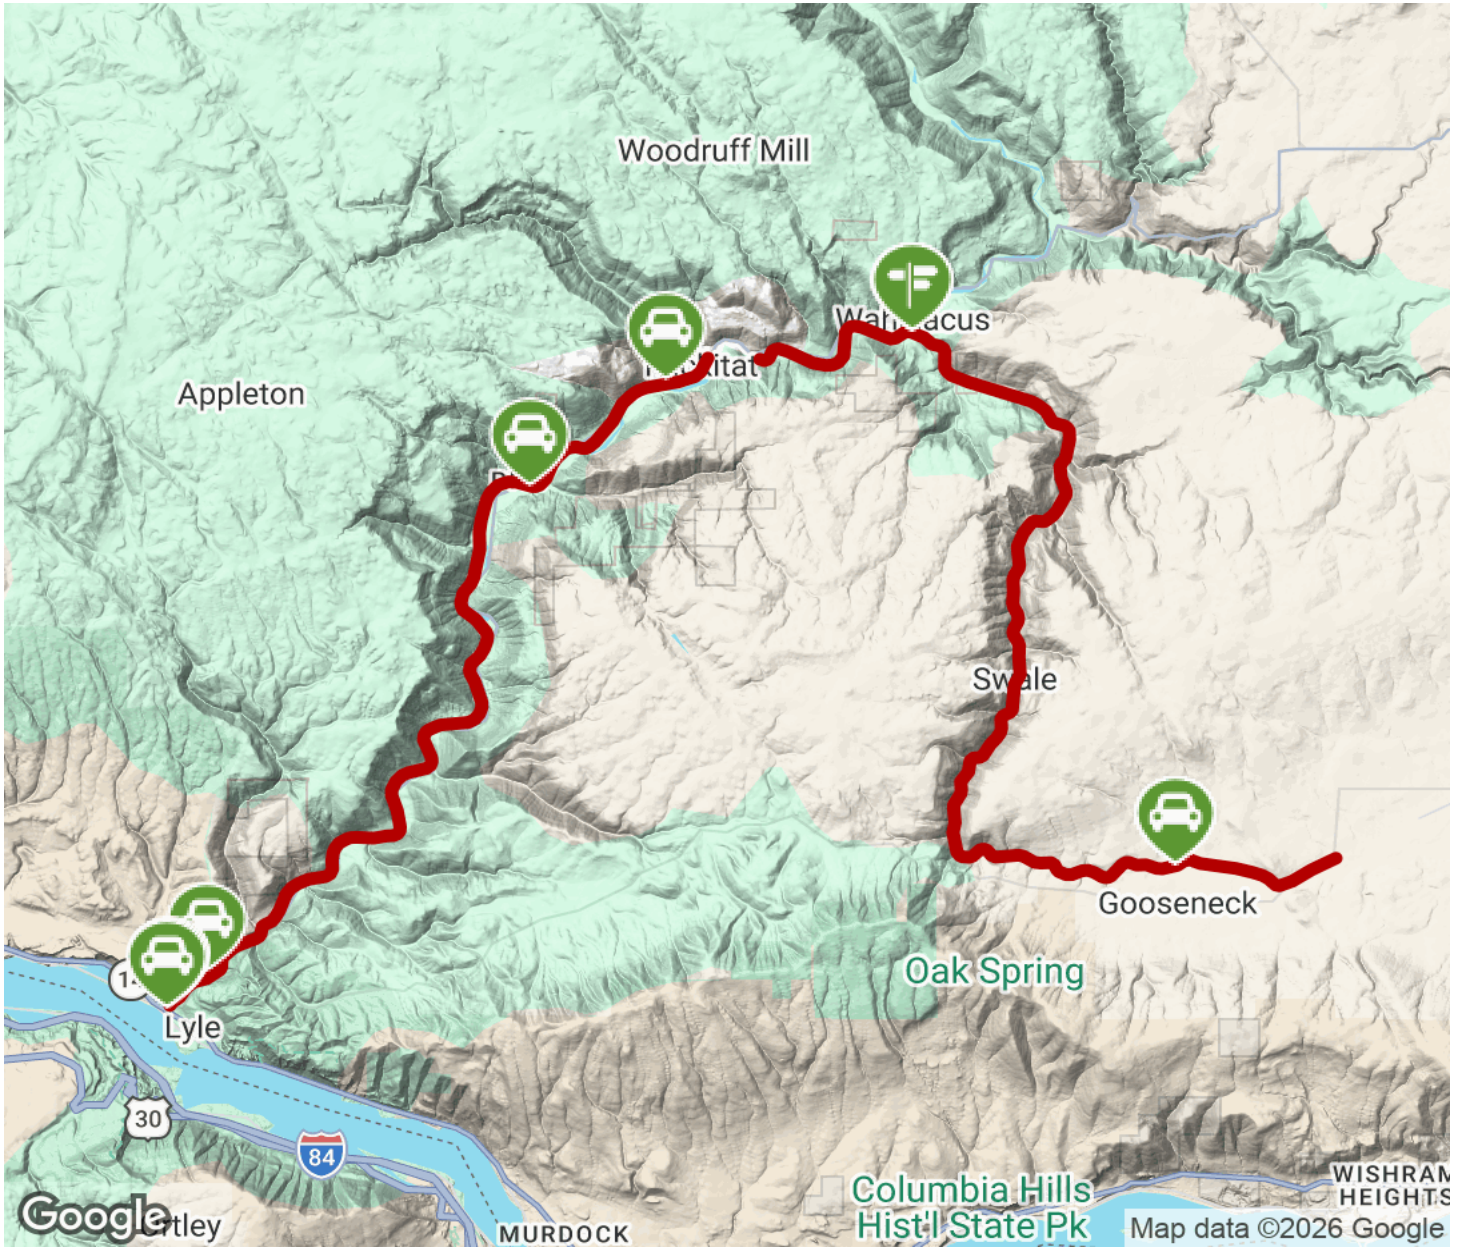 Woodruff Mill
Appleton
Swale
Gooseneck
Oak Spring
Lyle
30
84
Columbia Hills
Hist'l State Pk
WISHRAM
HEIGHTS
MURDOCK
Google
Map data ©2026 Google